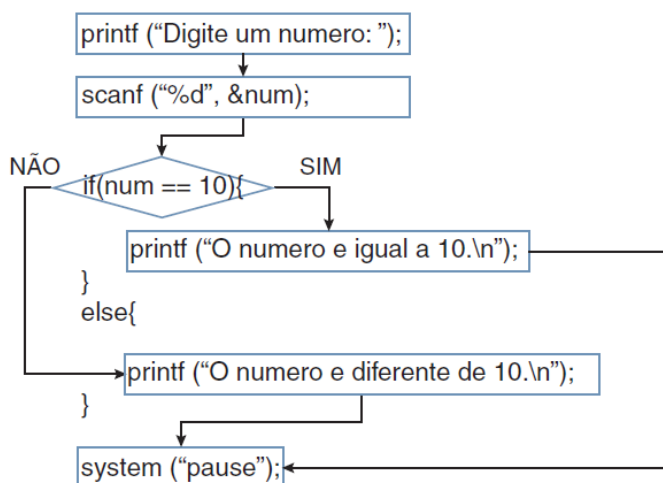 printf (“Digite um numero: ”);
scanf (“%d”, &num);
NÃO
SIM
if(num == 10){
printf (“O numero e igual a 10.\n”);
}
else{
printf (“O numero e diferente de 10.\n”);
}
system (“pause”);